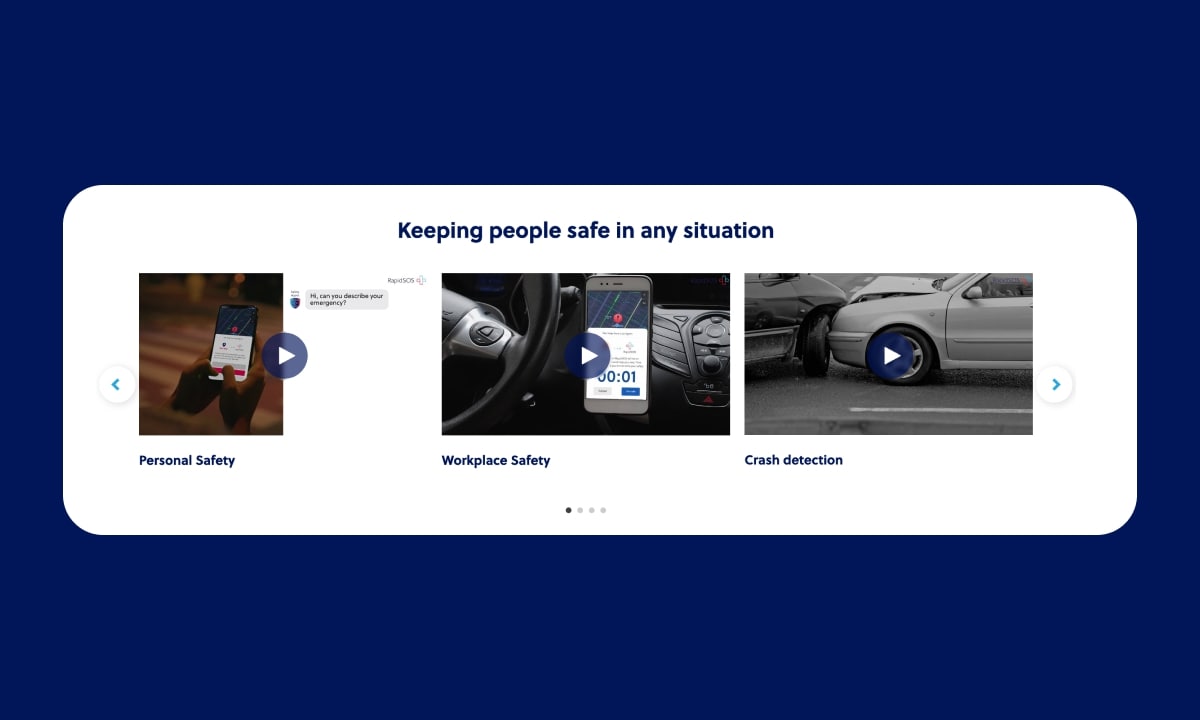 Keeping people safe in any situation
RapidSOS
Hi, can you describe your
emergency?
00:01
Personal Safety
Workplace Safety
Crash detection